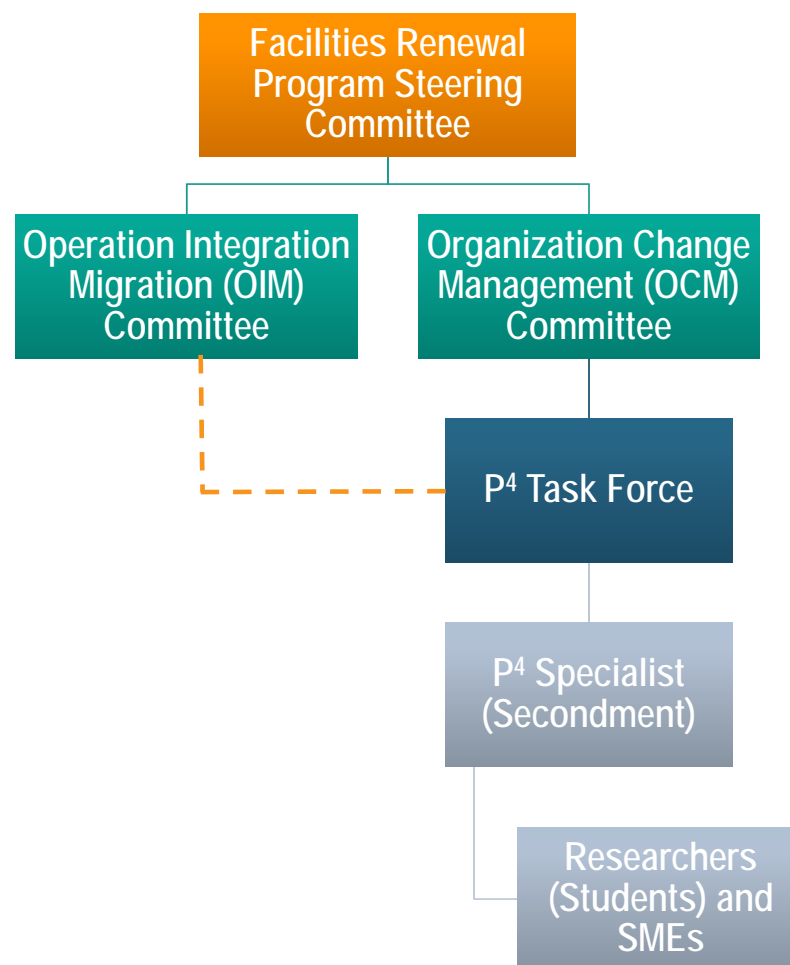 Facilities Renewal
Program Steering
Committee
Operation Integration
Migration (OIM)
Committee
Organization Change
Management (OCM)
Committee
P⁴ Task Force
P⁴ Specialist
(Secondment)
Researchers
(Students) and
SMEs